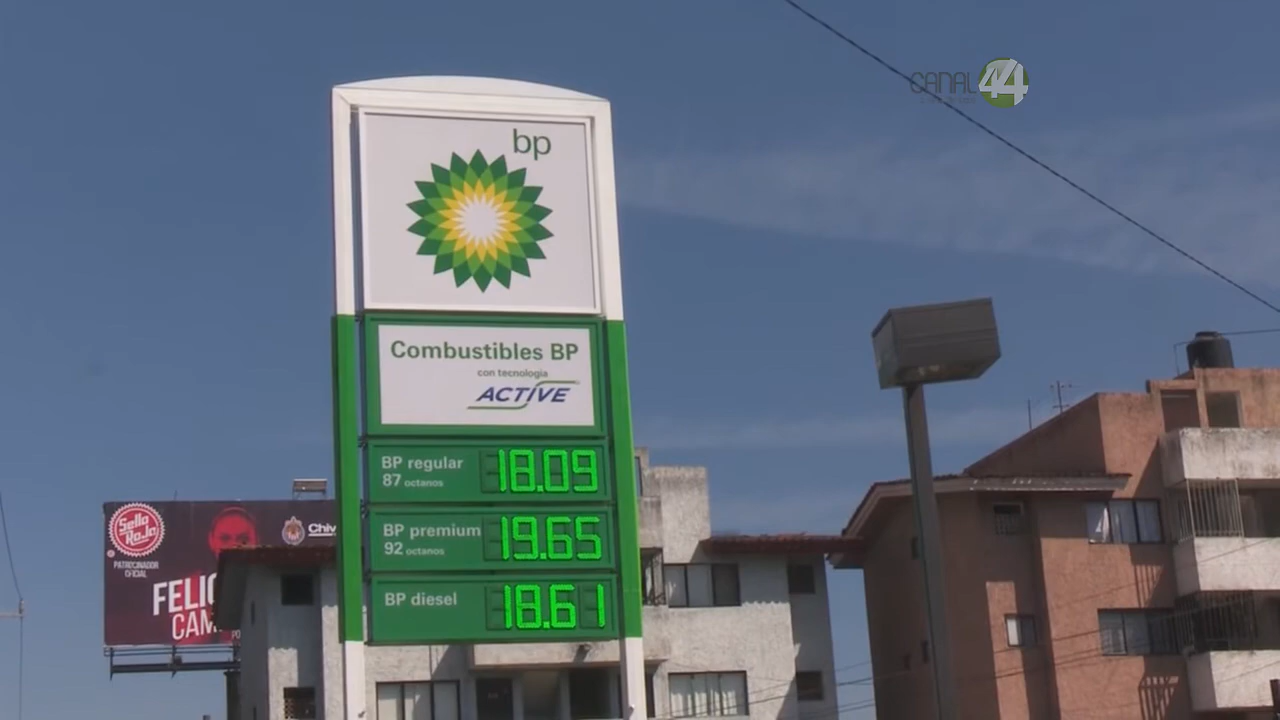 CANAL 44
bp
Combustibles BP
con tecnología
ACTIVE
BP regular
87 octanos
18.09
BP premium
92 octanos
19.65
BP diesel
18.61
Sello
Rojo
PATROCINADOR
OFICIAL
Chiv
FELIC
CAM